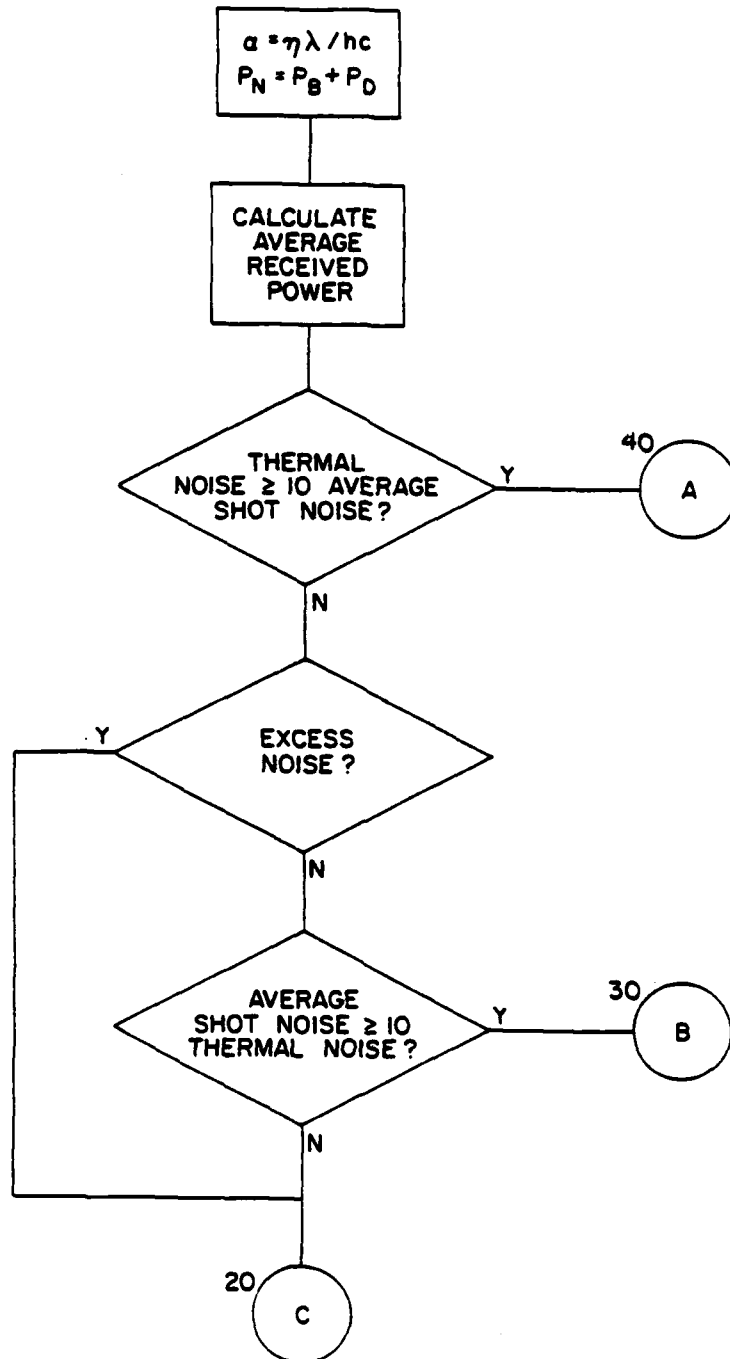 α = ηλ / hc
P_N = P_B + P_D
CALCULATE
AVERAGE
RECEIVED
POWER
THERMAL
NOISE ≥ 10 AVERAGE
SHOT NOISE?
Y
40
A
N
Y
EXCESS
NOISE?
N
AVERAGE
SHOT NOISE ≥ 10
THERMAL NOISE?
Y
30
B
N
20
C